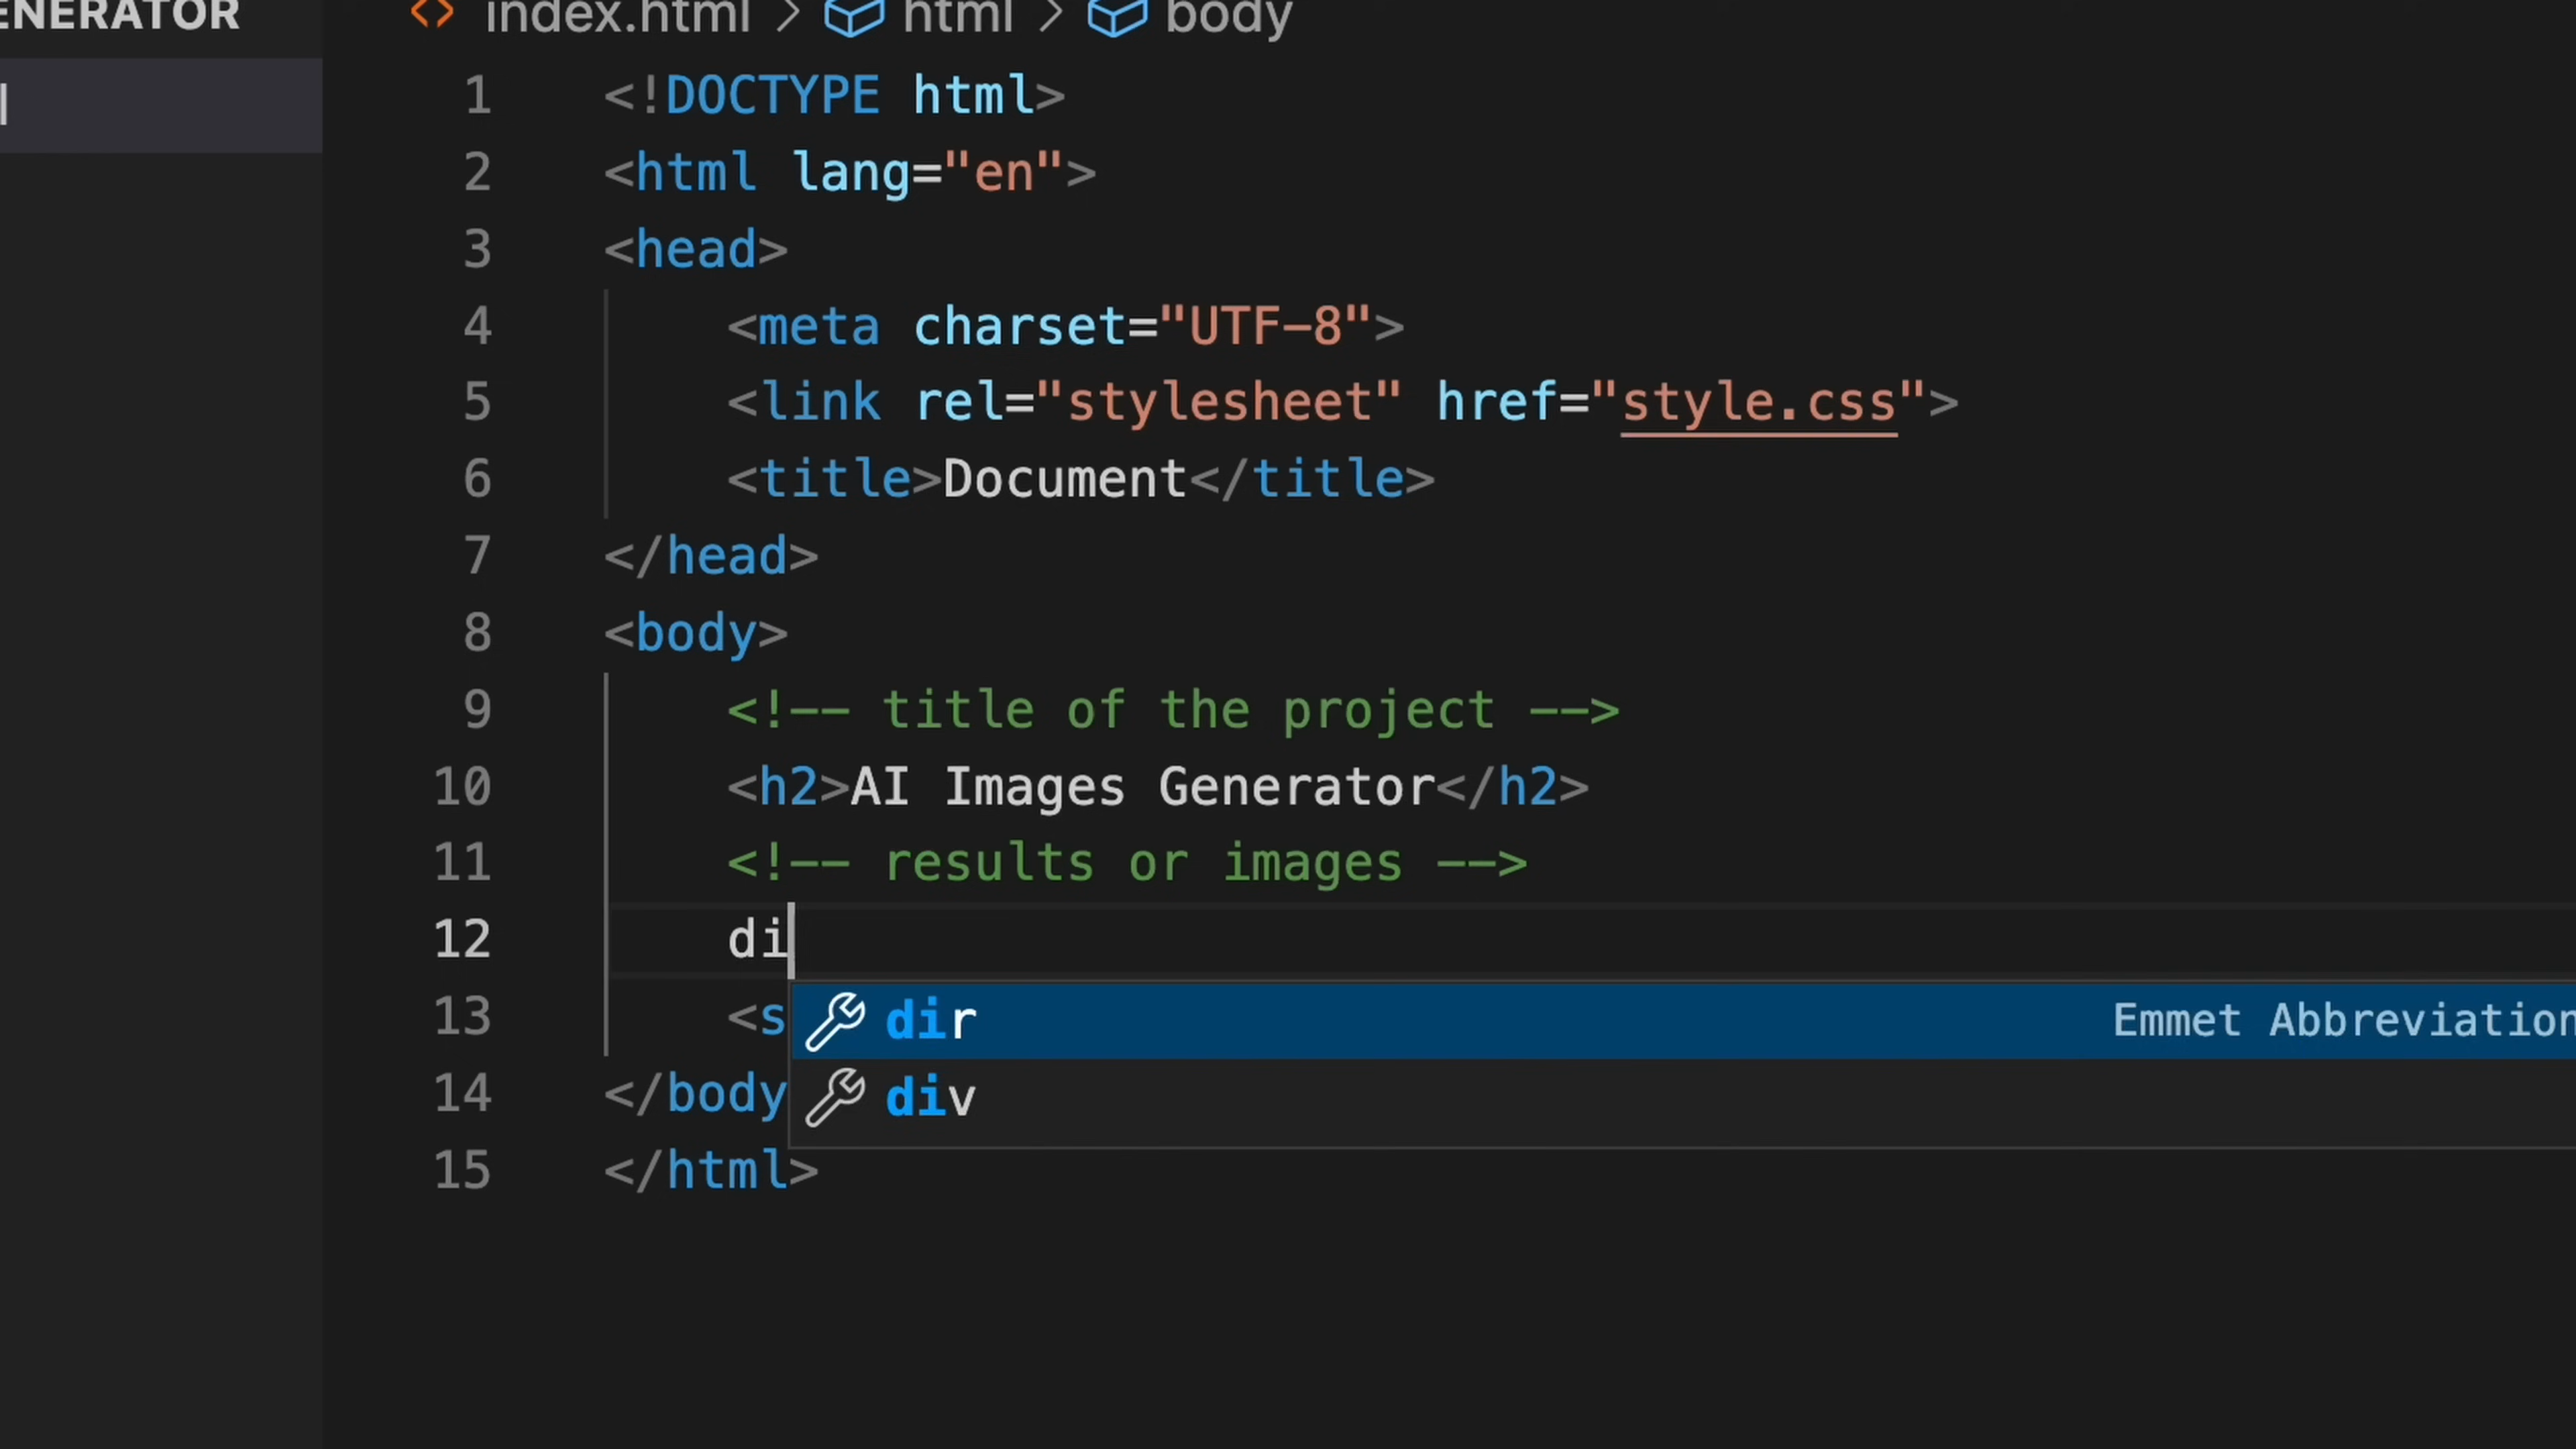 ENERATOR
index.html > html > body
1 <!DOCTYPE html>
2 <html lang="en">
3 <head>
4 <meta charset="UTF-8">
5 <link rel="stylesheet" href="style.css">
6 <title>Document</title>
7 </head>
8 <body>
9 <!-- title of the project -->
10 <h2>AI Images Generator</h2>
11 <!-- results or images -->
12 di
13 <s
dir Emmet Abbreviation
14 </body
div
15 </html>